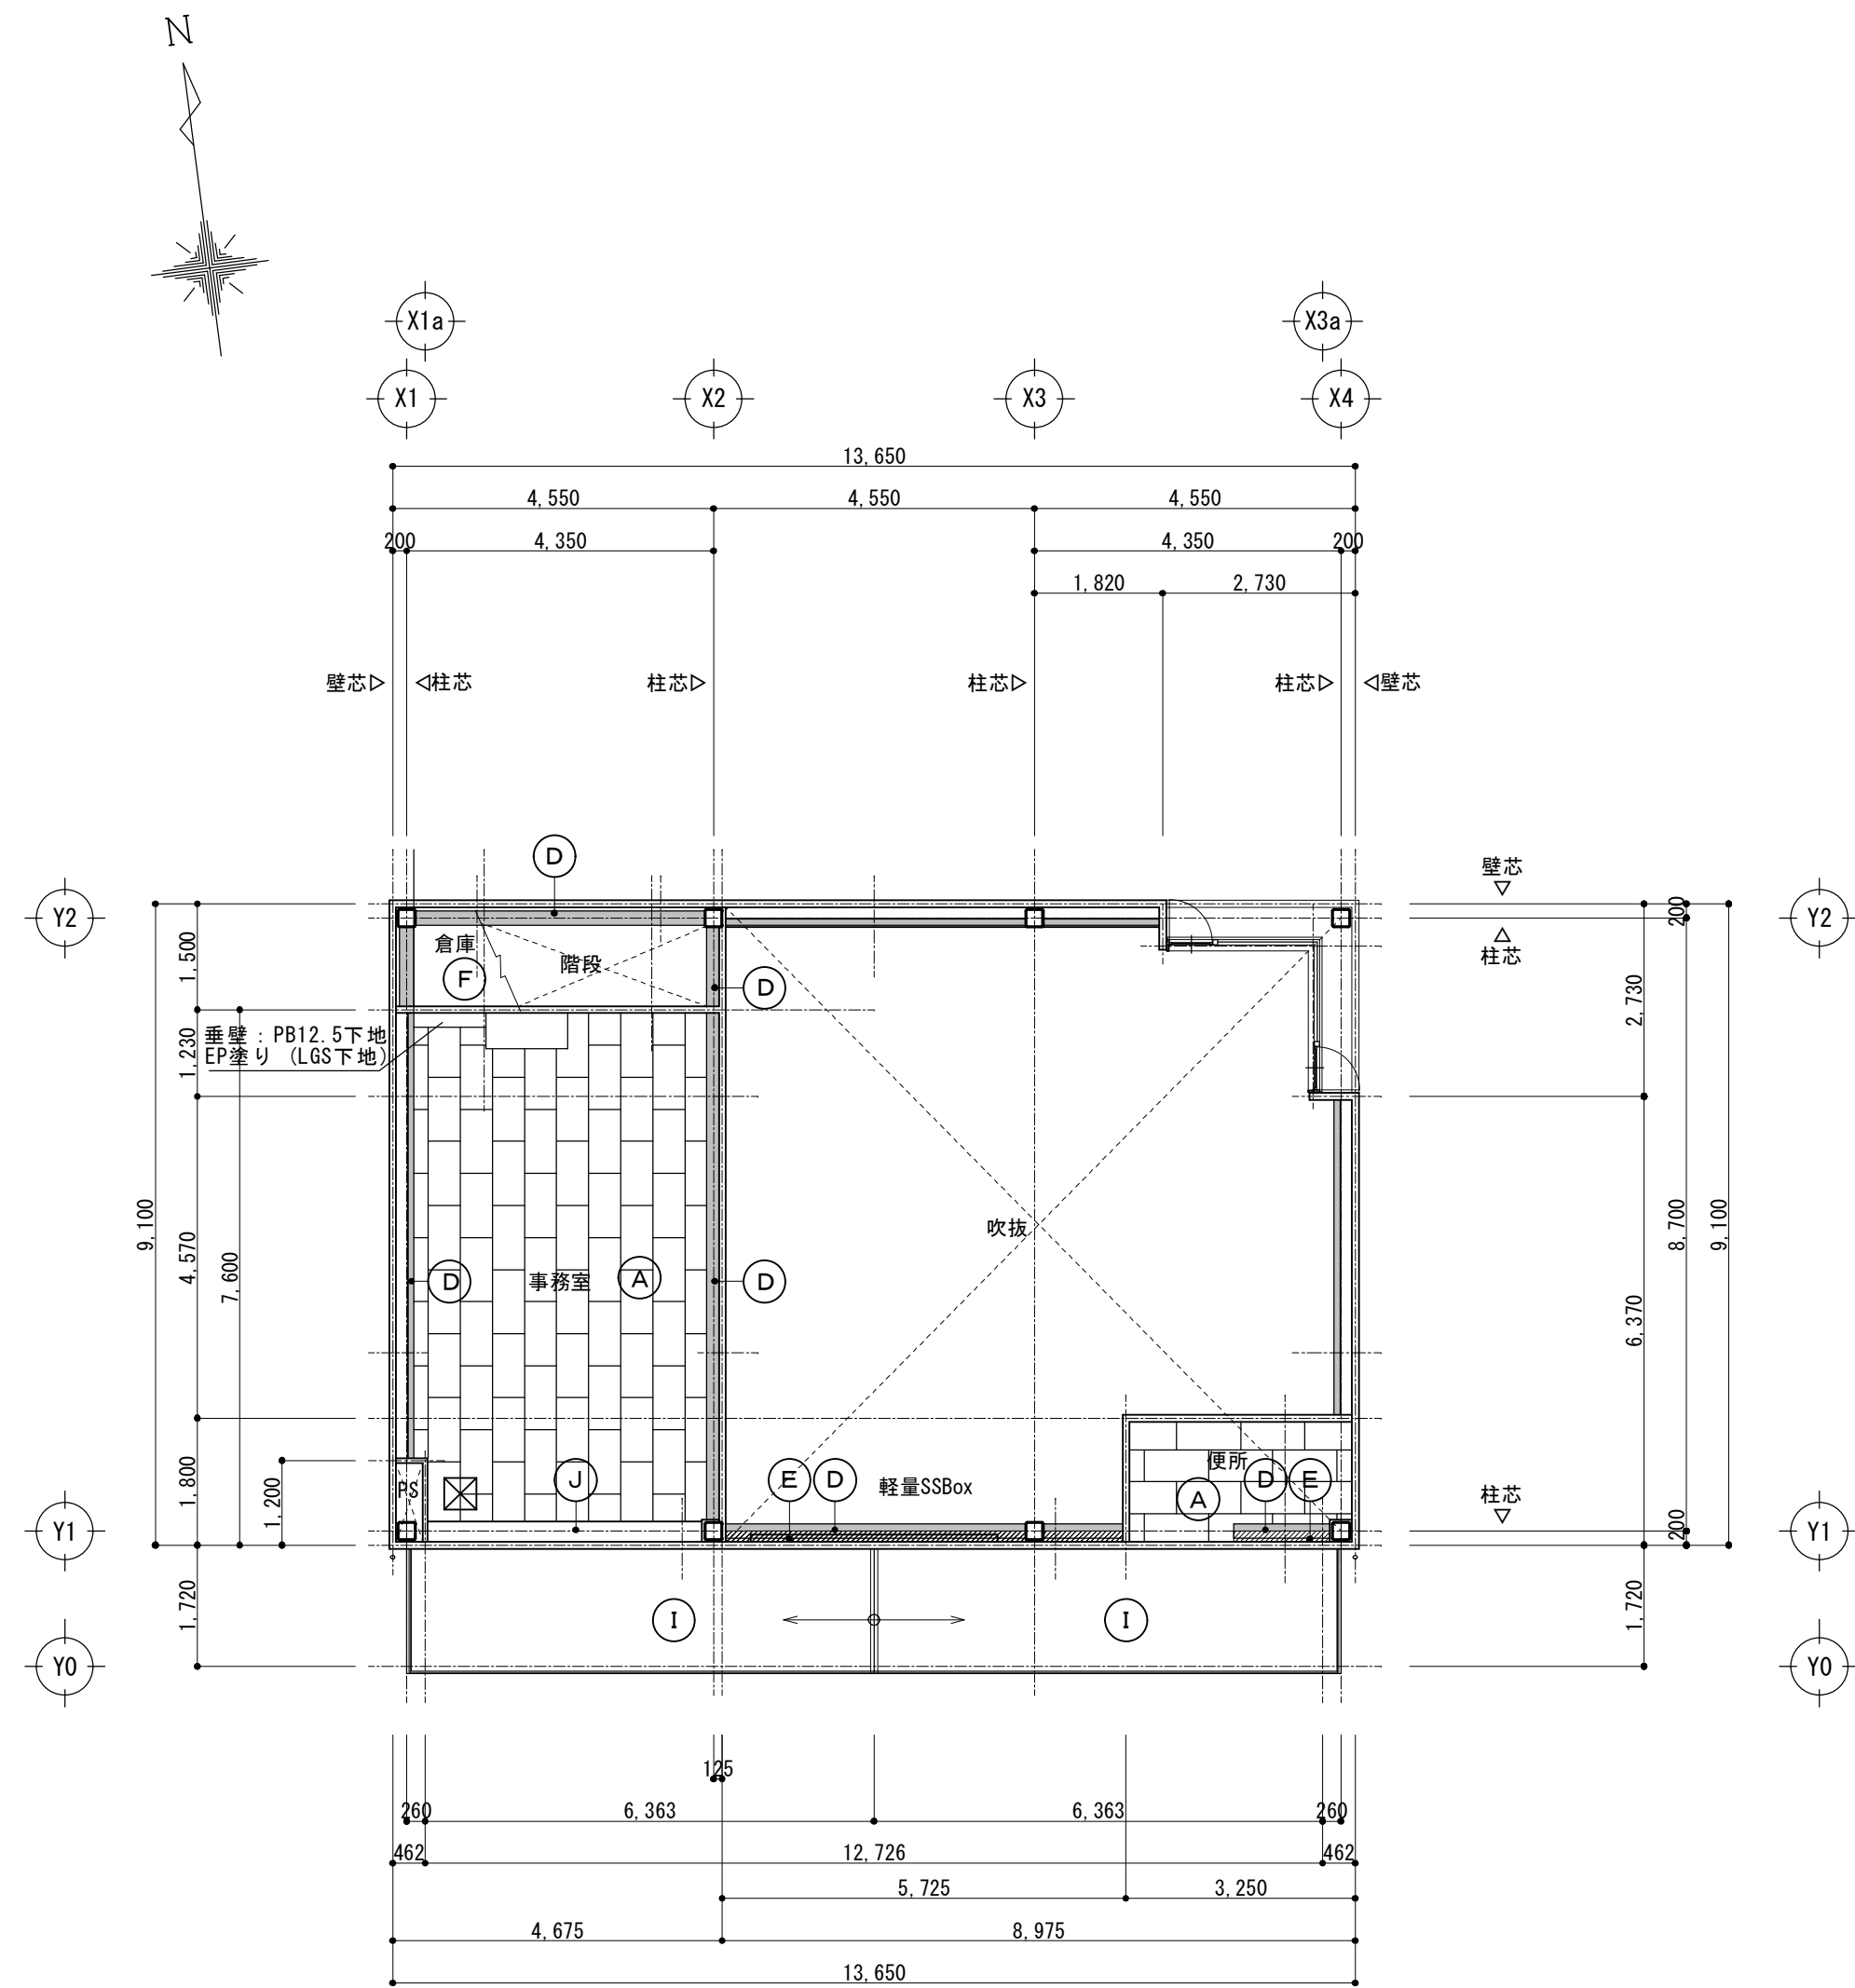 N
X1a
X3a
X1
X2
X3
X4
13,650
4,550
4,550
4,550
200
4,350
4,350
200
1,820
2,730
壁芯▷
◁柱芯
柱芯▷
柱芯▷
柱芯▷
◁壁芯
D
壁芯
▽
Y2
Y2
200
△
柱芯
1,500
倉庫
階段
F
D
2,730
垂壁：PB12.5下地
EP塗り （LGS下地）
1,230
9,100
4,570
7,600
吹抜
8,700
9,100
D
事務室
A
D
6,370
1,800
1,200
PS
J
E
D
軽量SSBox
便所
D
E
A
柱芯
▽
Y1
Y1
200
1,720
I
I
1,720
Y0
Y0
125
260
6,363
6,363
260
462
12,726
462
5,725
3,250
4,675
8,975
13,650